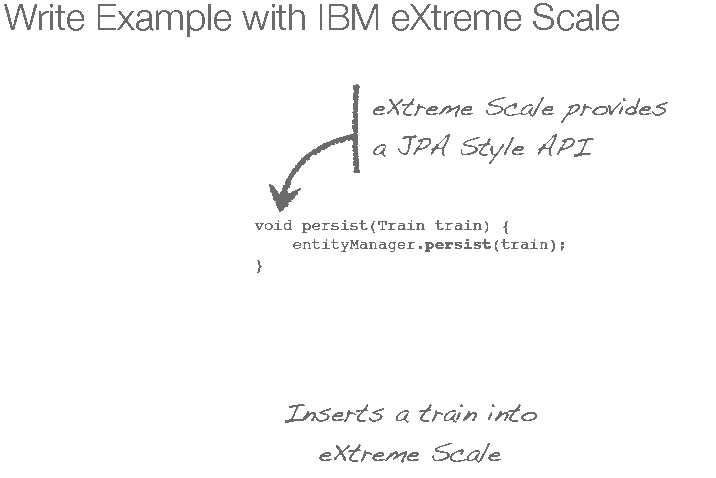 Write Example with IBM eXtreme Scale
eXtreme Scale provides
a JPA Style API
void persist(Train train) {
    entityManager.persist(train);
}
Inserts a train into
eXtreme Scale